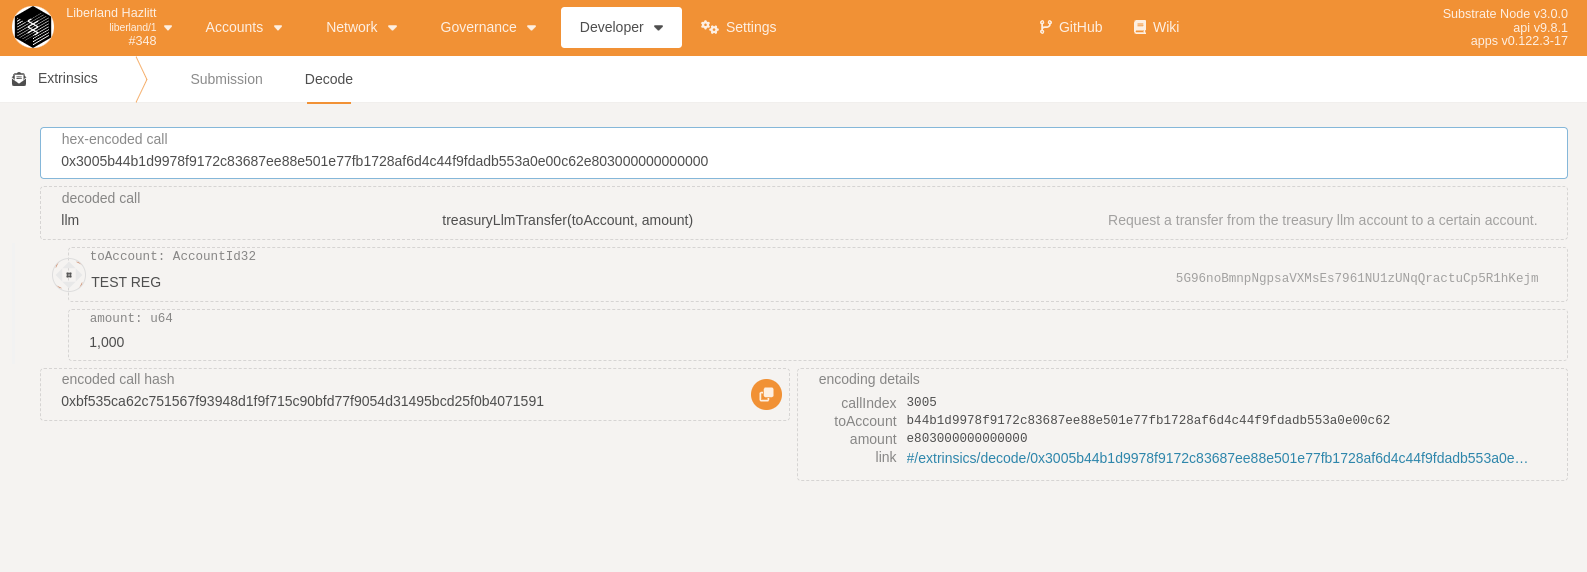 Liberland Hazlitt
liberland/1
#348
Accounts
Network
Governance
Developer
Settings
GitHub
Wiki
Substrate Node v3.0.0
api v9.8.1
apps v0.122.3-17
Extrinsics
Submission
Decode
hex-encoded call
0x3005b44b1d9978f9172c83687ee88e501e77fb1728af6d4c44f9fdadb553a0e00c62e803000000000000
decoded call
llm
treasuryLlmTransfer(toAccount, amount)
Request a transfer from the treasury llm account to a certain account.
toAccount: AccountId32
TEST REG
5G96noBmnpNgpsaVXMsEs7961NU1zUNqQractuCp5R1hKejm
amount: u64
1,000
encoded call hash
0xbf535ca62c751567f93948d1f9f715c90bfd77f9054d31495bcd25f0b4071591
encoding details
callIndex 3005
toAccount b44b1d9978f9172c83687ee88e501e77fb1728af6d4c44f9fdadb553a0e00c62
amount e803000000000000
link #/extrinsics/decode/0x3005b44b1d9978f9172c83687ee88e501e77fb1728af6d4c44f9fdadb553a0e…